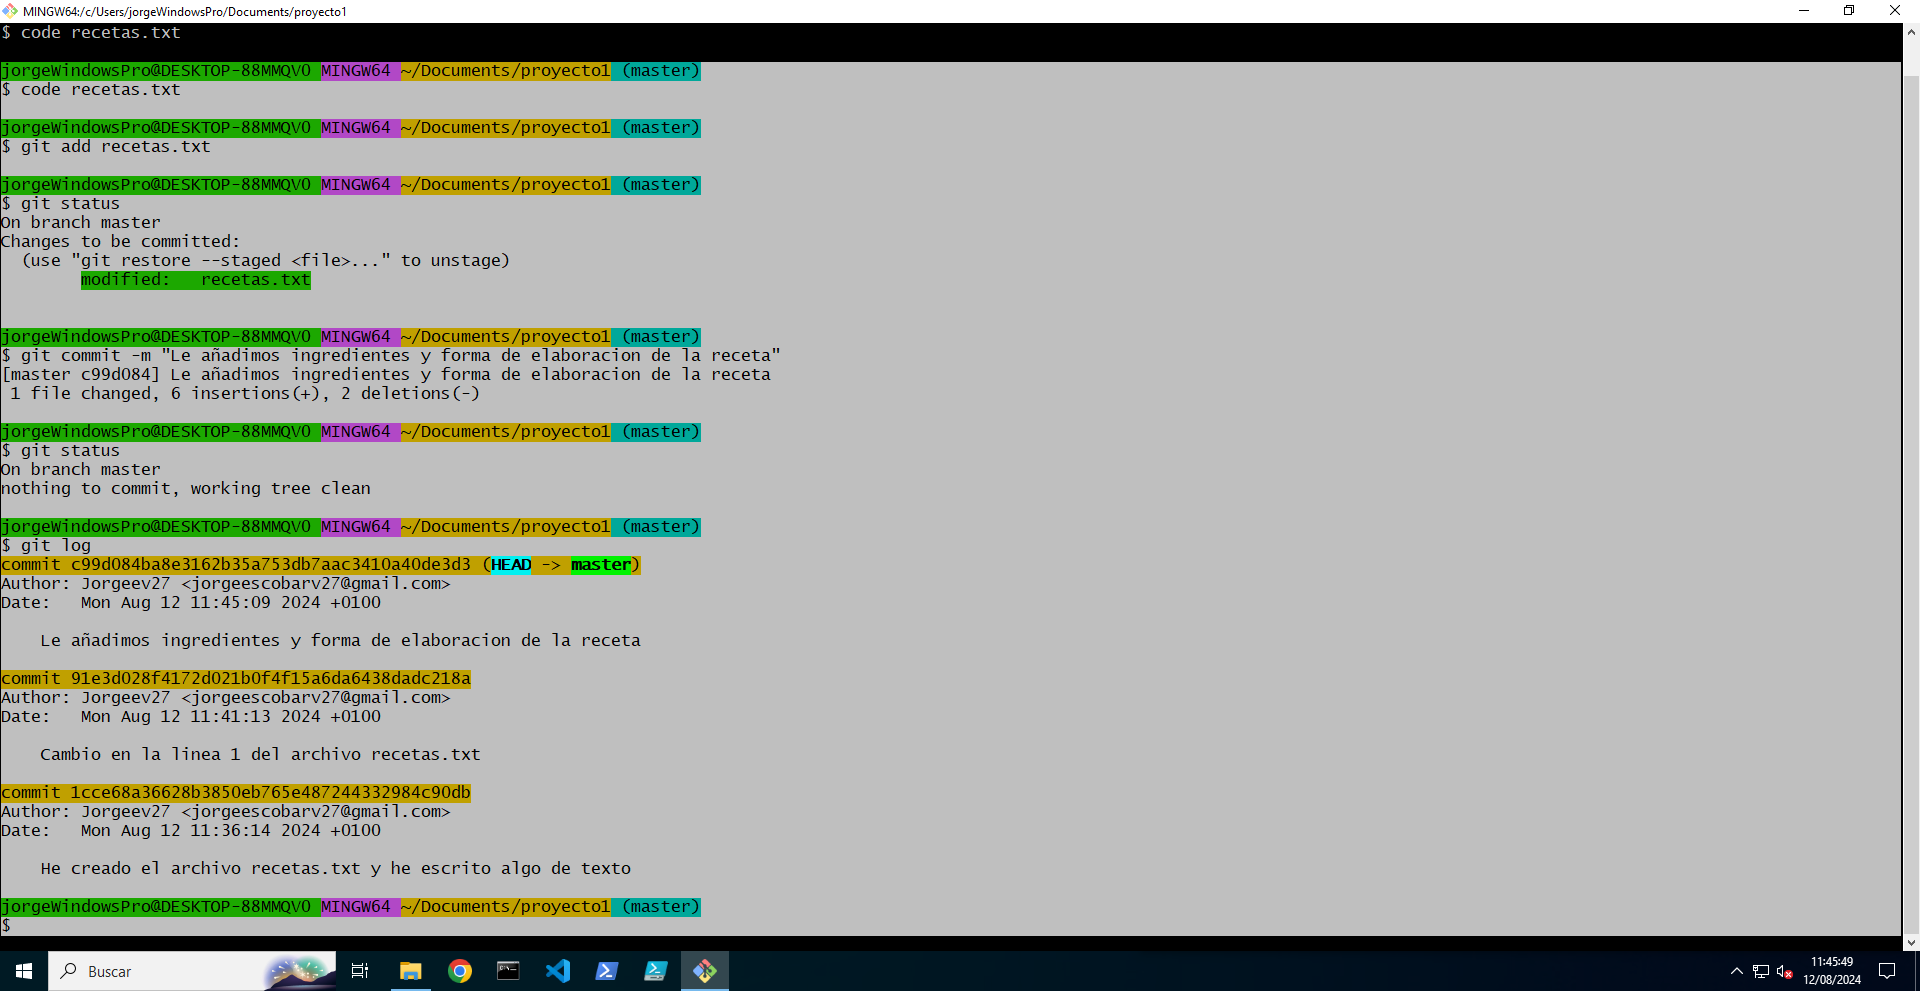 MINGW64:/c/Users/jorgeWindowsPro/Documents/proyecto1
$ code recetas.txt
jorgeWindowsPro@DESKTOP-88MMQV0 MINGW64 ~/Documents/proyecto1 (master)
$ code recetas.txt
jorgeWindowsPro@DESKTOP-88MMQV0 MINGW64 ~/Documents/proyecto1 (master)
$ git add recetas.txt
jorgeWindowsPro@DESKTOP-88MMQV0 MINGW64 ~/Documents/proyecto1 (master)
$ git status
On branch master
Changes to be committed:
  (use "git restore --staged <file>..." to unstage)
        modified:   recetas.txt
jorgeWindowsPro@DESKTOP-88MMQV0 MINGW64 ~/Documents/proyecto1 (master)
$ git commit -m "Le añadimos ingredientes y forma de elaboracion de la receta"
[master c99d084] Le añadimos ingredientes y forma de elaboracion de la receta
 1 file changed, 6 insertions(+), 2 deletions(-)
jorgeWindowsPro@DESKTOP-88MMQV0 MINGW64 ~/Documents/proyecto1 (master)
$ git status
On branch master
nothing to commit, working tree clean
jorgeWindowsPro@DESKTOP-88MMQV0 MINGW64 ~/Documents/proyecto1 (master)
$ git log
commit c99d084ba8e3162b35a753db7aac3410a40de3d3 (HEAD -> master)
Author: Jorgeev27 <jorgeescobarv27@gmail.com>
Date:   Mon Aug 12 11:45:09 2024 +0100
    Le añadimos ingredientes y forma de elaboracion de la receta
commit 91e3d028f4172d021b0f4f15a6da6438dadc218a
Author: Jorgeev27 <jorgeescobarv27@gmail.com>
Date:   Mon Aug 12 11:41:13 2024 +0100
    Cambio en la linea 1 del archivo recetas.txt
commit 1cce68a36628b3850eb765e487244332984c90db
Author: Jorgeev27 <jorgeescobarv27@gmail.com>
Date:   Mon Aug 12 11:36:14 2024 +0100
    He creado el archivo recetas.txt y he escrito algo de texto
jorgeWindowsPro@DESKTOP-88MMQV0 MINGW64 ~/Documents/proyecto1 (master)
$
Buscar
11:45:49
12/08/2024